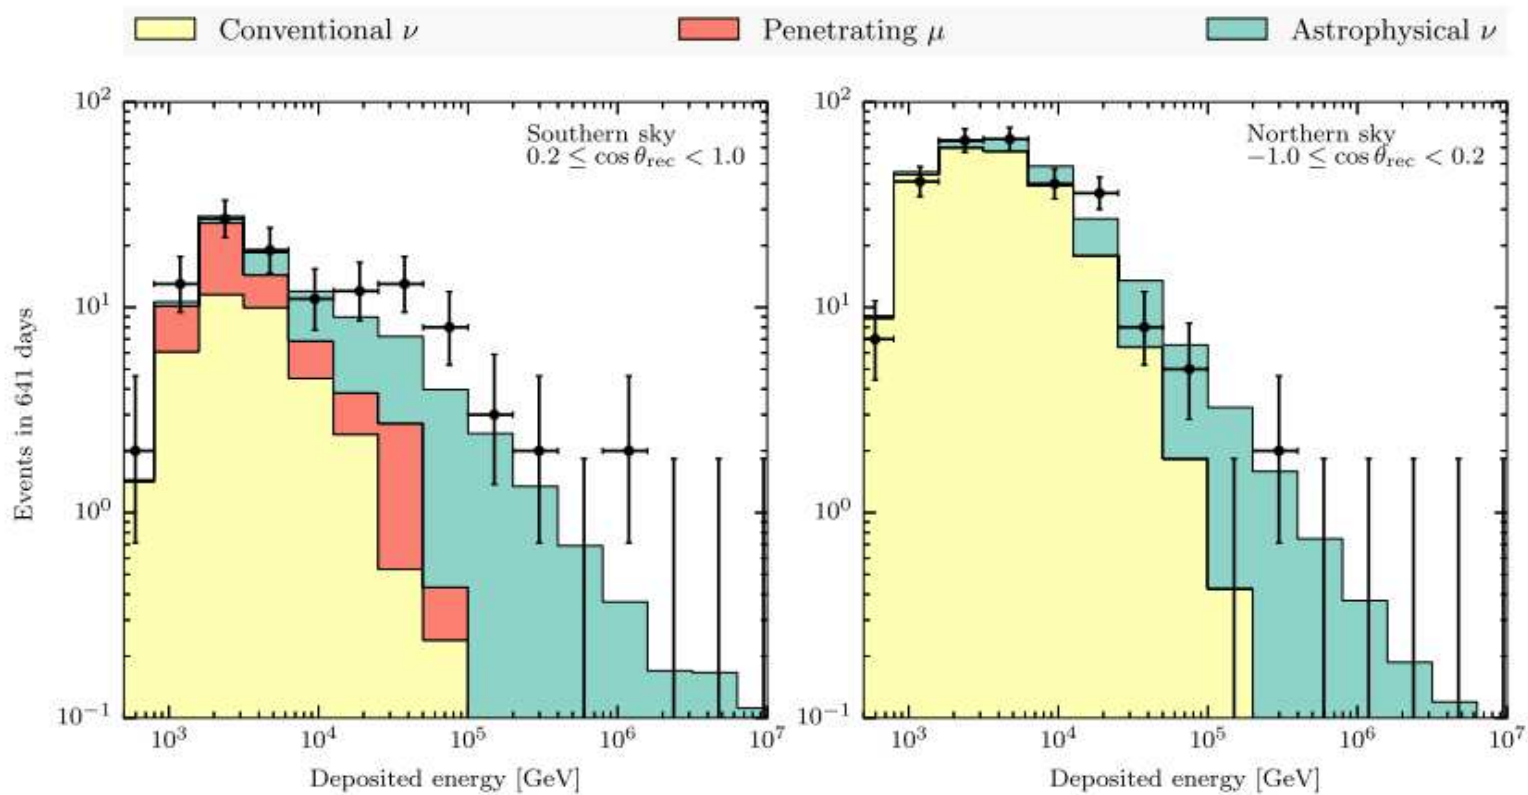 Conventional ν Penetrating μ Astrophysical ν
Southern sky
0.2 ≤ cos θ_rec < 1.0
10²
10¹
10⁰
10⁻¹
Events in 641 days
10³ 10⁴ 10⁵ 10⁶ 10⁷
Deposited energy [GeV]
Northern sky
−1.0 ≤ cos θ_rec < 0.2
10²
10¹
10⁰
10⁻¹
10³ 10⁴ 10⁵ 10⁶ 10⁷
Deposited energy [GeV]